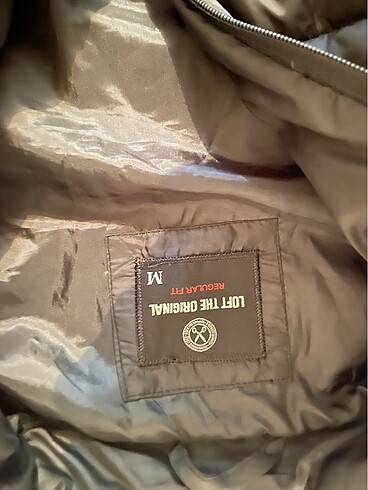 LOFT THE ORIGINAL
REGULAR FIT
M